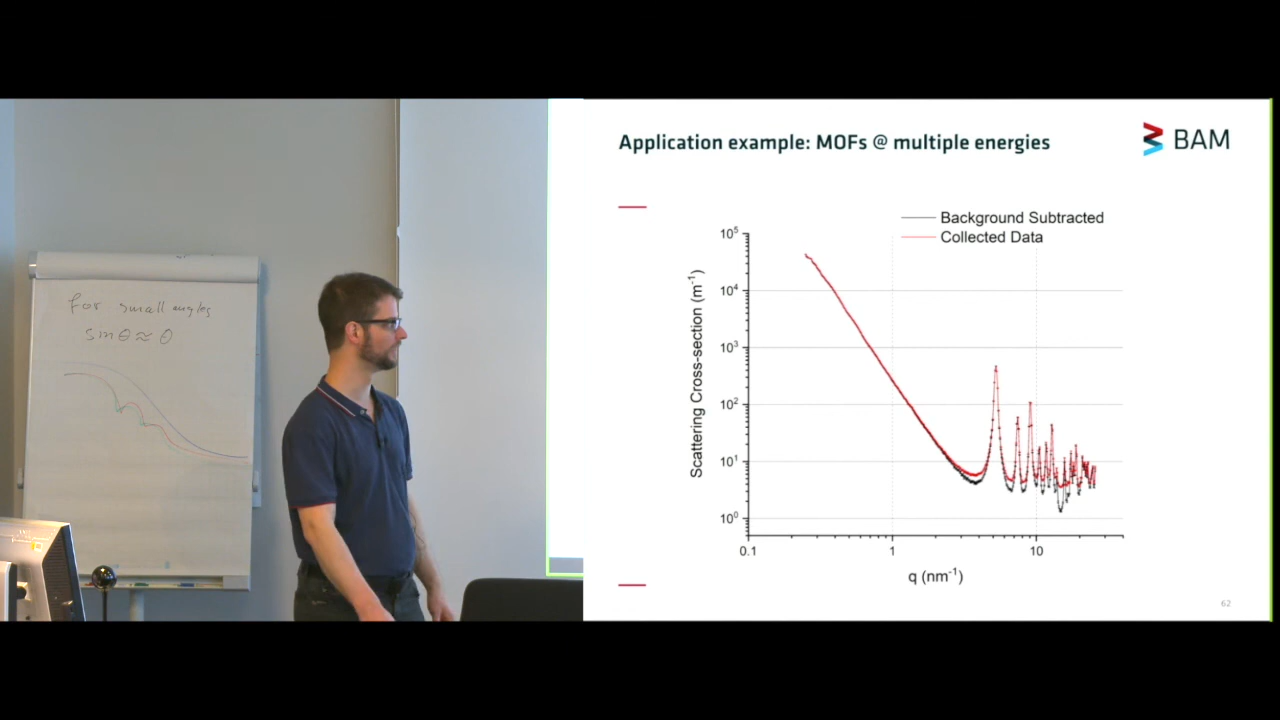 for small angles
sin θ ≈ θ
Application example: MOFs @ multiple energies
BAM
Background Subtracted
Collected Data
Scattering Cross-section (m⁻¹)
10⁵
10⁴
10³
10²
10¹
10⁰
0.1 1 10
q (nm⁻¹)
62